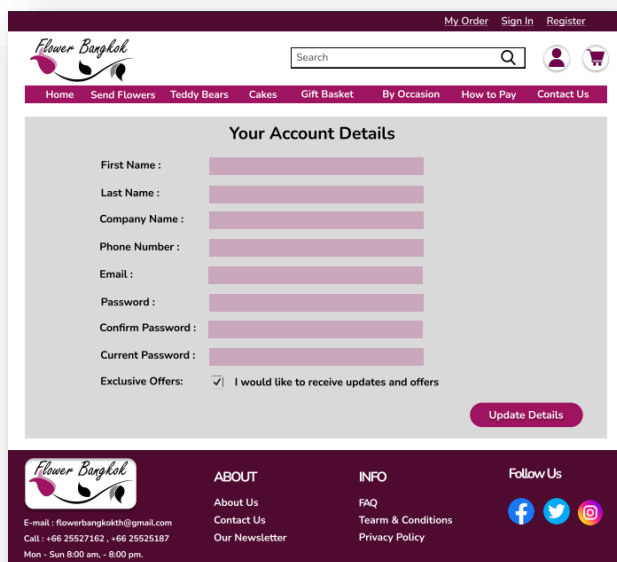 My Order Sign In Register
Flower Bangkok
Search
Home Send Flowers Teddy Bears Cakes Gift Basket By Occasion How to Pay Contact Us
Your Account Details
First Name :
Last Name :
Company Name :
Phone Number :
Email :
Password :
Confirm Password :
Current Password :
Exclusive Offers: I would like to receive updates and offers
Update Details
Flower Bangkok
E-mail : flowerbangkokth@gmail.com
Call : +66 25527162 , +66 25525187
Mon - Sun 8:00 am, - 8:00 pm.
ABOUT
About Us
Contact Us
Our Newsletter
INFO
FAQ
Tearm & Conditions
Privacy Policy
Follow Us